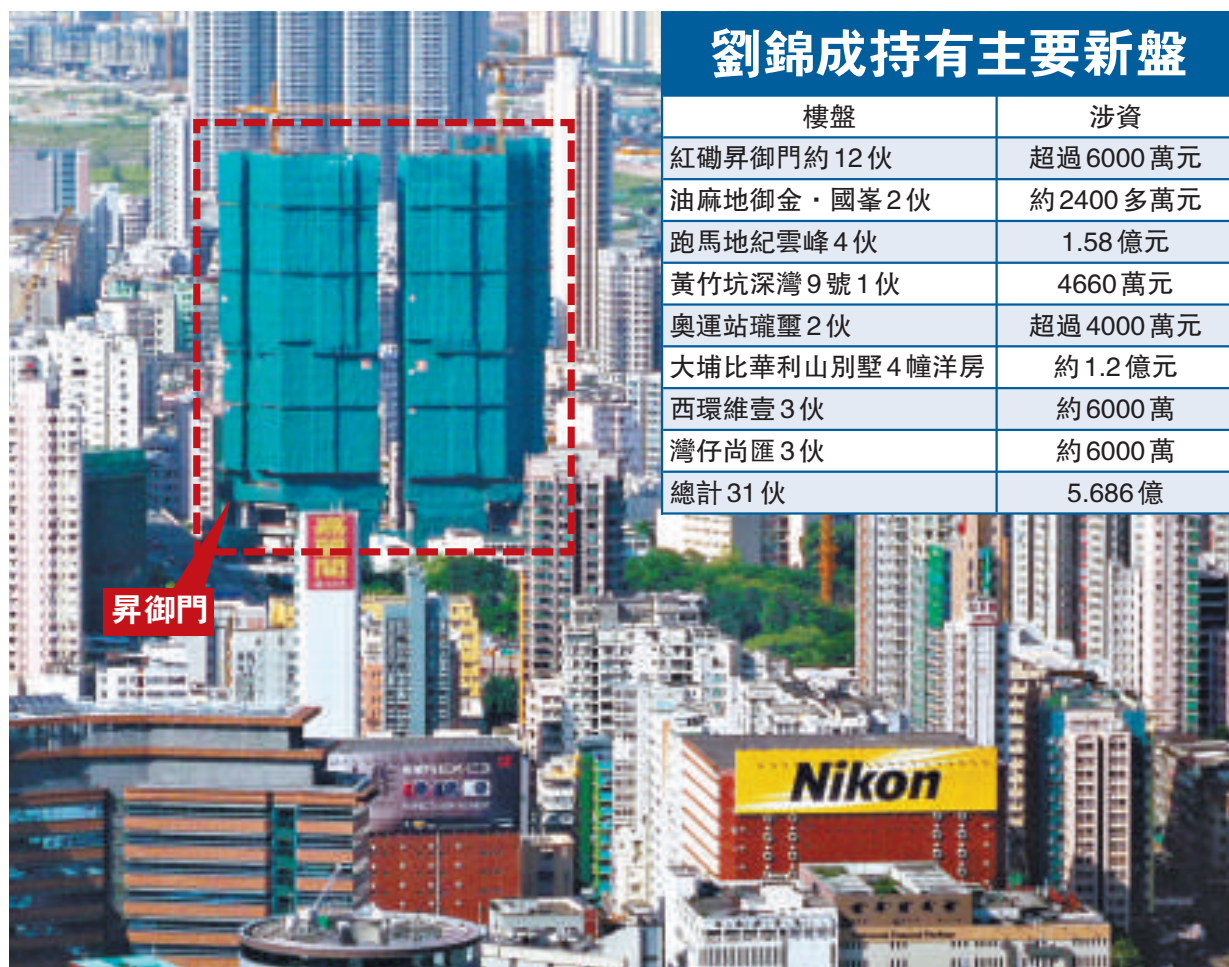 劉錦成持有主要新盤
樓盤 涉資
紅磡昇御門約12伙 超過6000萬元
油麻地御金・國峯2伙 約2400多萬元
跑馬地紀雲峰4伙 1.58億元
黃竹坑深灣9號1伙 4660萬元
奧運站瓏璽2伙 超過4000萬元
大埔比華利山別墅4幢洋房 約1.2億元
西環維壹3伙 約6000萬
灣仔尚匯3伙 約6000萬
總計31伙 5.686億
昇御門
Nikon